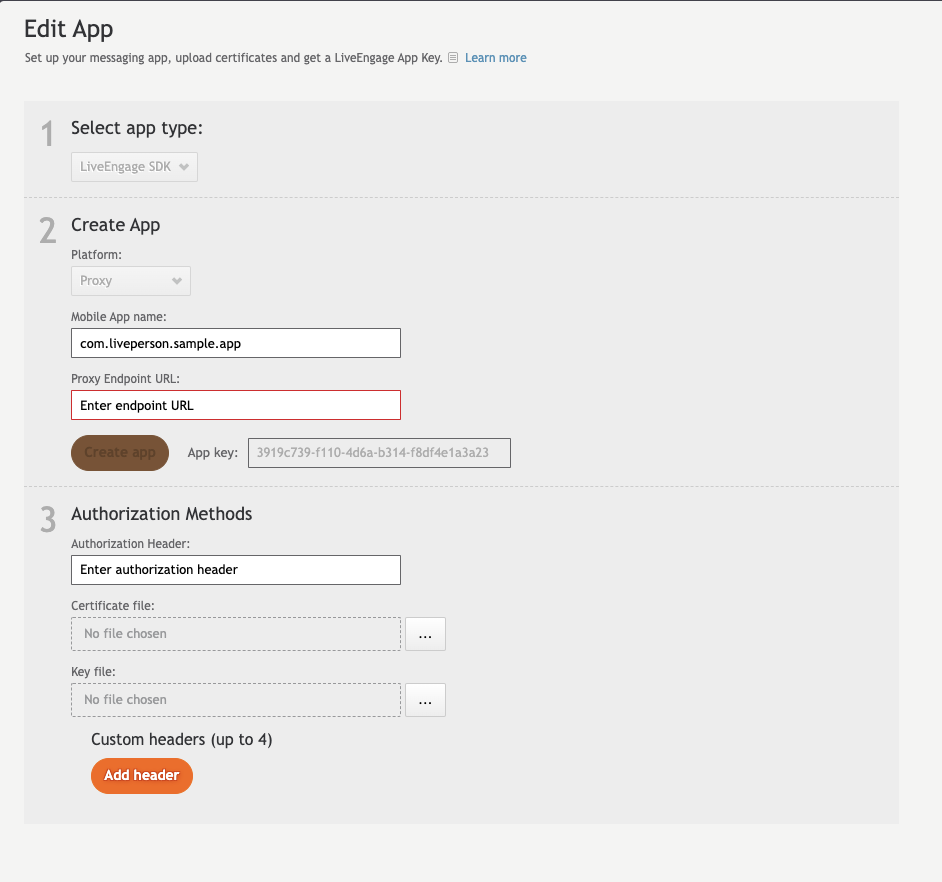 Edit App
Set up your messaging app, upload certificates and get a LiveEngage App Key. Learn more
1 Select app type:
LiveEngage SDK
2 Create App
Platform:
Proxy
Mobile App name:
com.liveperson.sample.app
Proxy Endpoint URL:
Enter endpoint URL
Create app App key: 3919c739-f110-4d6a-b314-f8df4e1a3a23
3 Authorization Methods
Authorization Header:
Enter authorization header
Certificate file:
No file chosen ...
Key file:
No file chosen ...
Custom headers (up to 4)
Add header